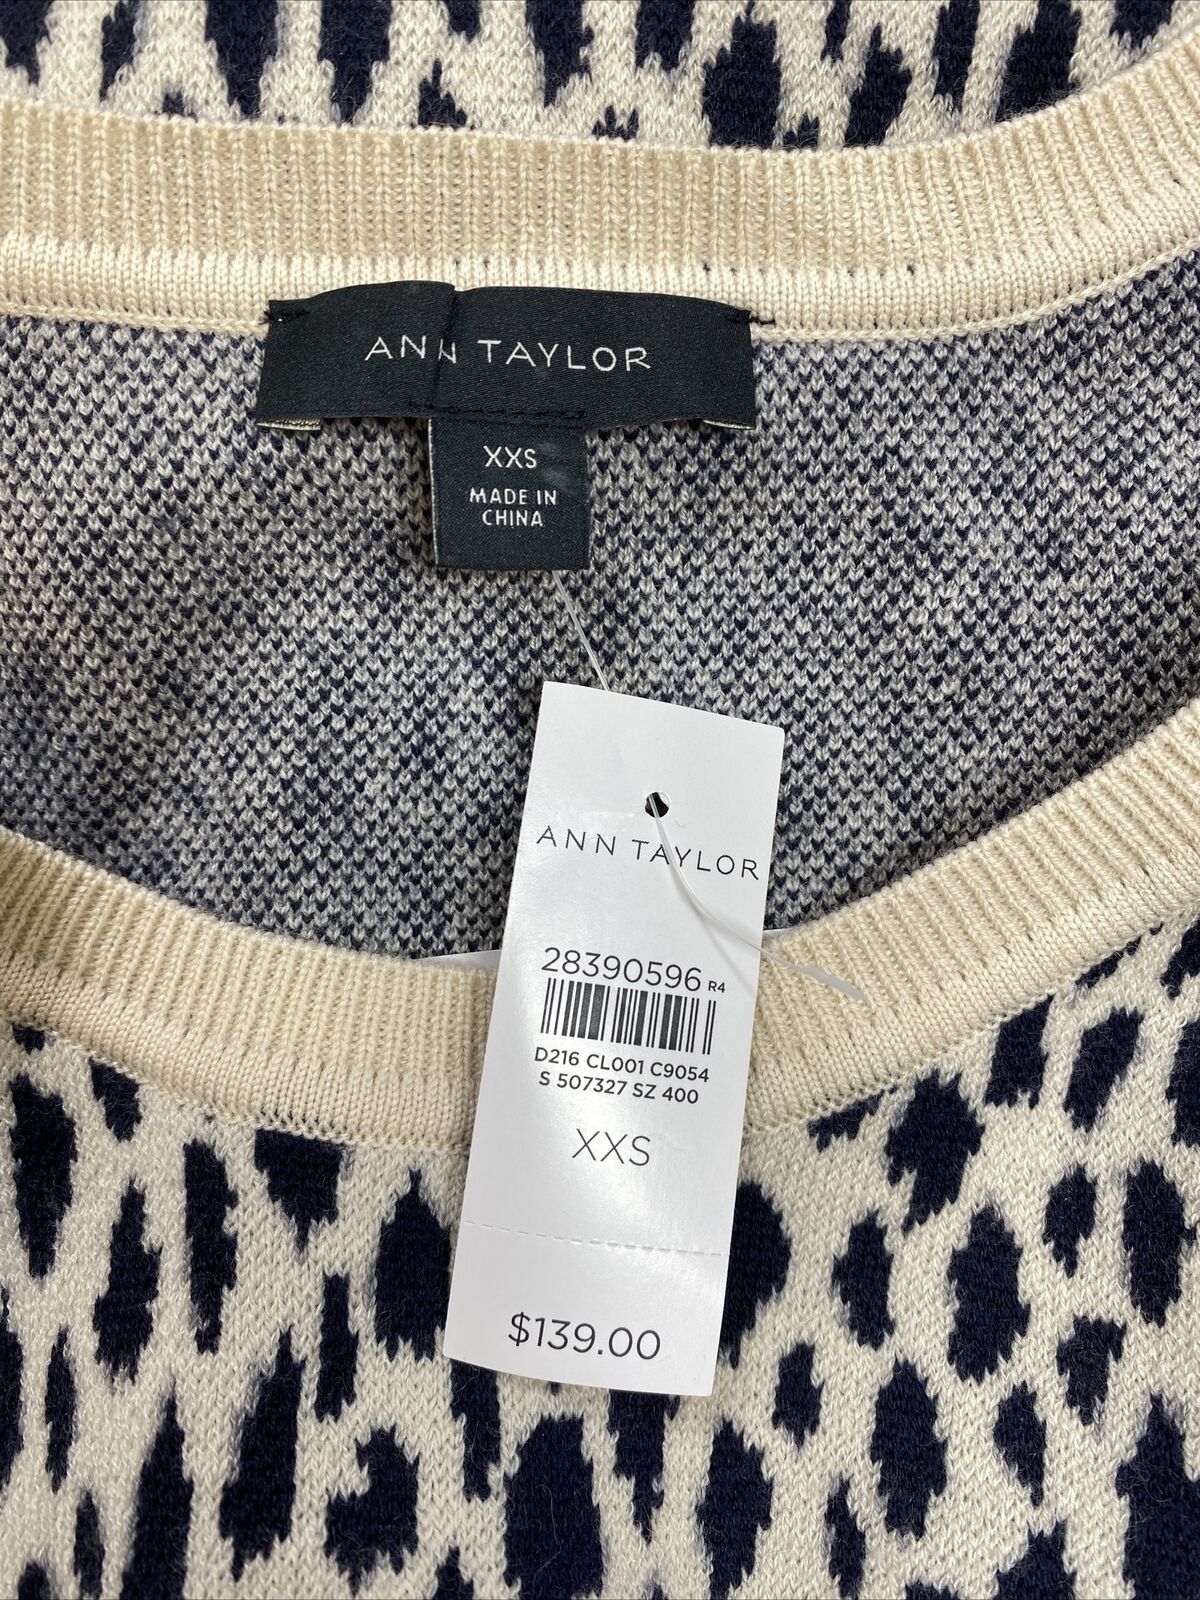 ANN TAYLOR
XXS
MADE IN
CHINA
ANN TAYLOR
28390596 R4
D216 CL001 C9054
S 507327 SZ 400
XXS
$139.00